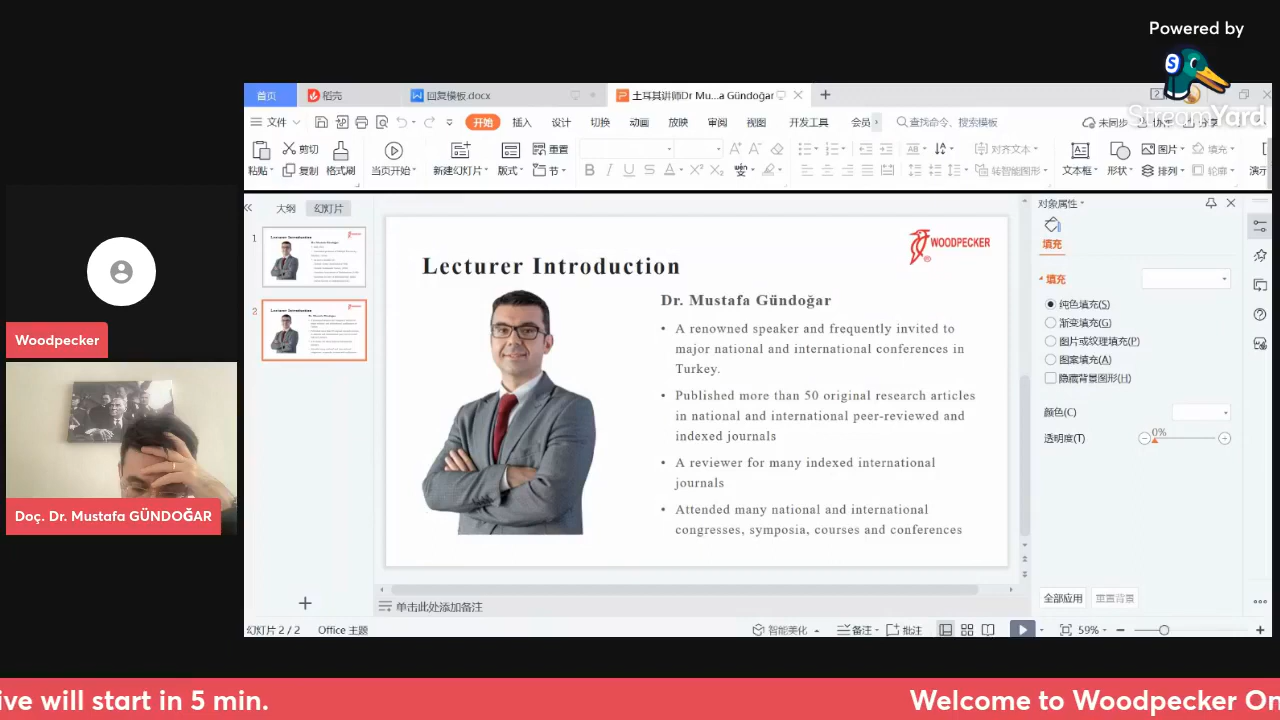 Powered by
StreamYard
首页
稻壳
回复模板.docx
土耳其讲师Dr Mu...a Gündoğar
文件
开始
插入
设计
切换
动画
审阅
视图
开发工具
会员
查找命
搜索模板
剪切
粘贴
复制
格式刷
当页开始
新建幻灯片
版式
重置
节
B I U S A
对齐文本
转智能图形
文本框
形状
图片
排列
填充
轮廓
大纲
幻灯片
1
2
Lecturer Introduction
WOODPECKER
Dr. Mustafa Gündoğar
• A renowned speaker and frequently invited to
major national and international conferences in
Turkey.
• Published more than 50 original research articles
in national and international peer-reviewed and
indexed journals
• A reviewer for many indexed international
journals
• Attended many national and international
congresses, symposia, courses and conferences
对象属性
填充
填充
纯色填充(S)
渐变填充(G)
图片或纹理填充(P)
图案填充(A)
隐藏背景图形(H)
颜色(C)
透明度(T)
0%
全部应用
重置背景
单击此处添加备注
幻灯片 2 / 2
Office 主题
智能美化
备注
批注
59%
Woodpecker
Doç. Dr. Mustafa GÜNDOĞAR
ive will start in 5 min.
Welcome to Woodpecker On